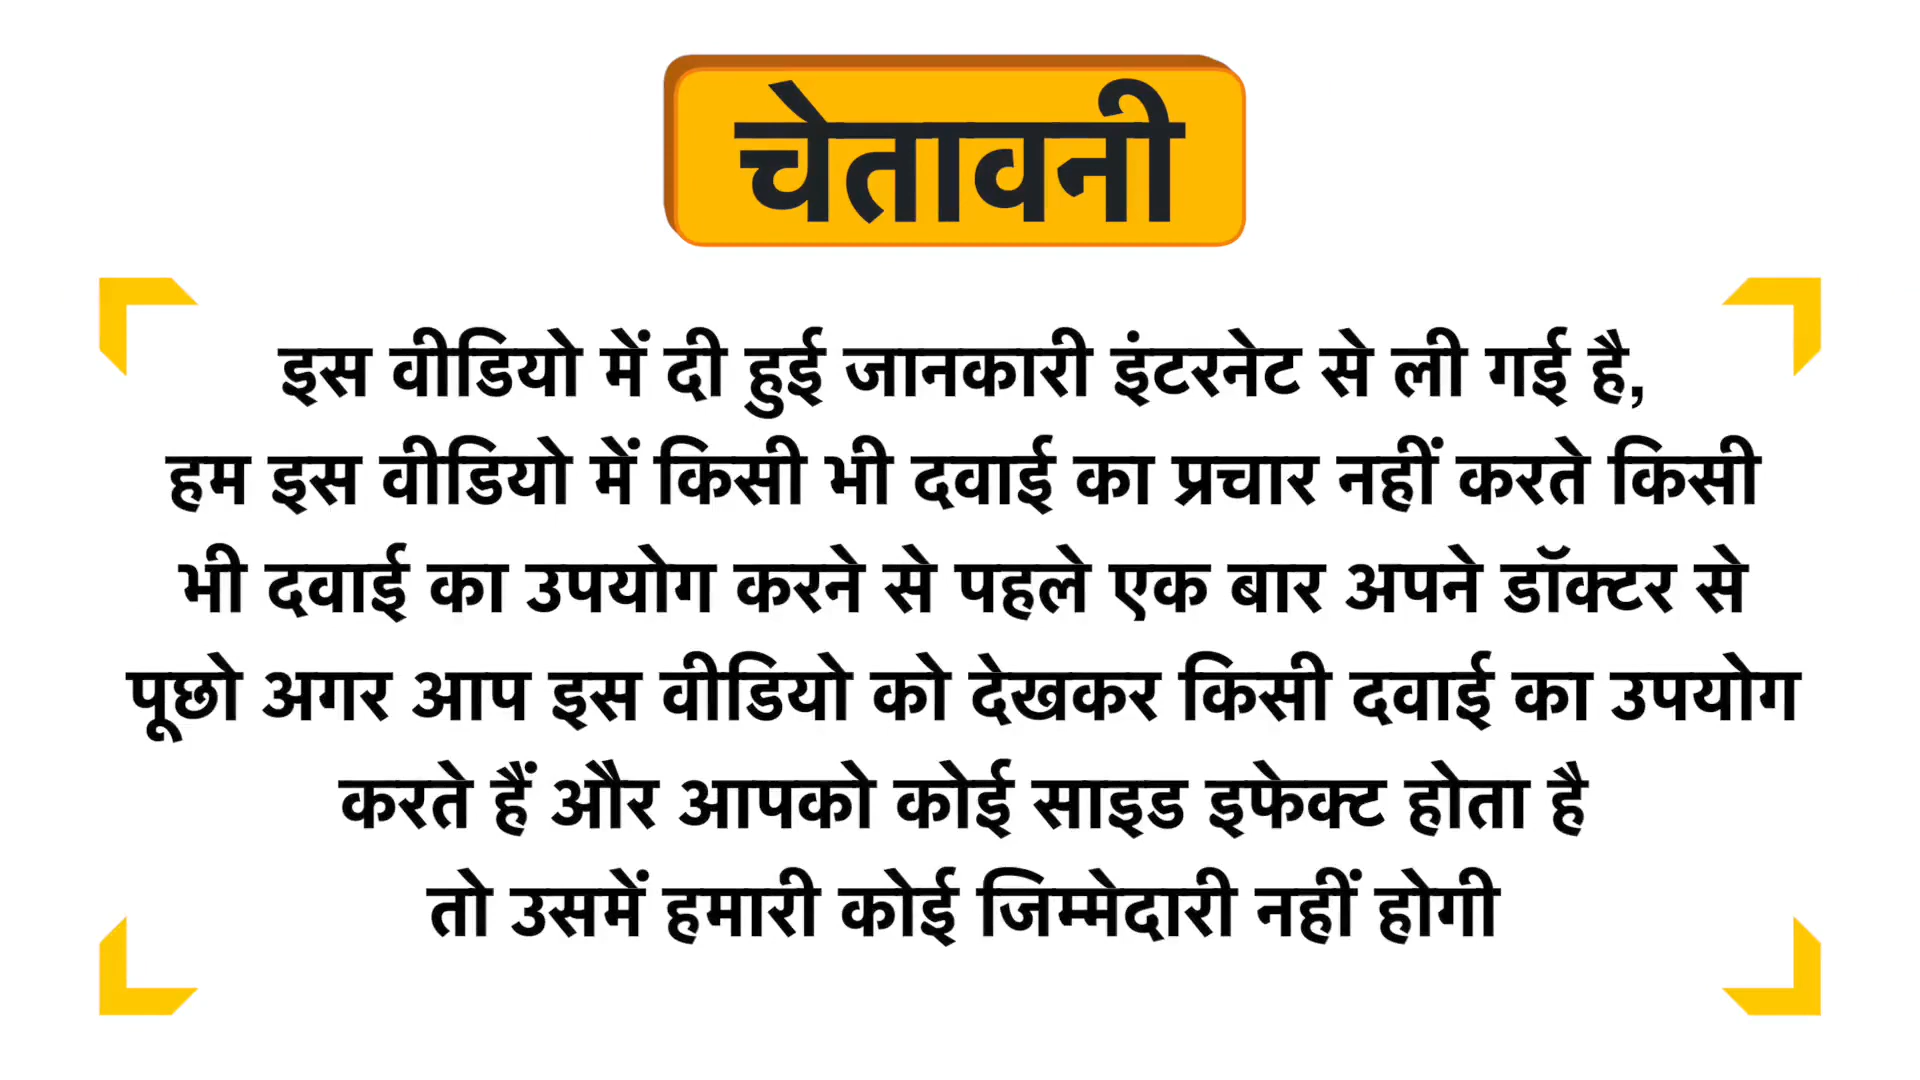 चेतावनी
इस वीडियो में दी हुई जानकारी इंटरनेट से ली गई है,
हम इस वीडियो में किसी भी दवाई का प्रचार नहीं करते किसी
भी दवाई का उपयोग करने से पहले एक बार अपने डॉक्टर से
पूछो अगर आप इस वीडियो को देखकर किसी दवाई का उपयोग
करते हैं और आपको कोई साइड इफेक्ट होता है
तो उसमें हमारी कोई जिम्मेदारी नहीं होगी